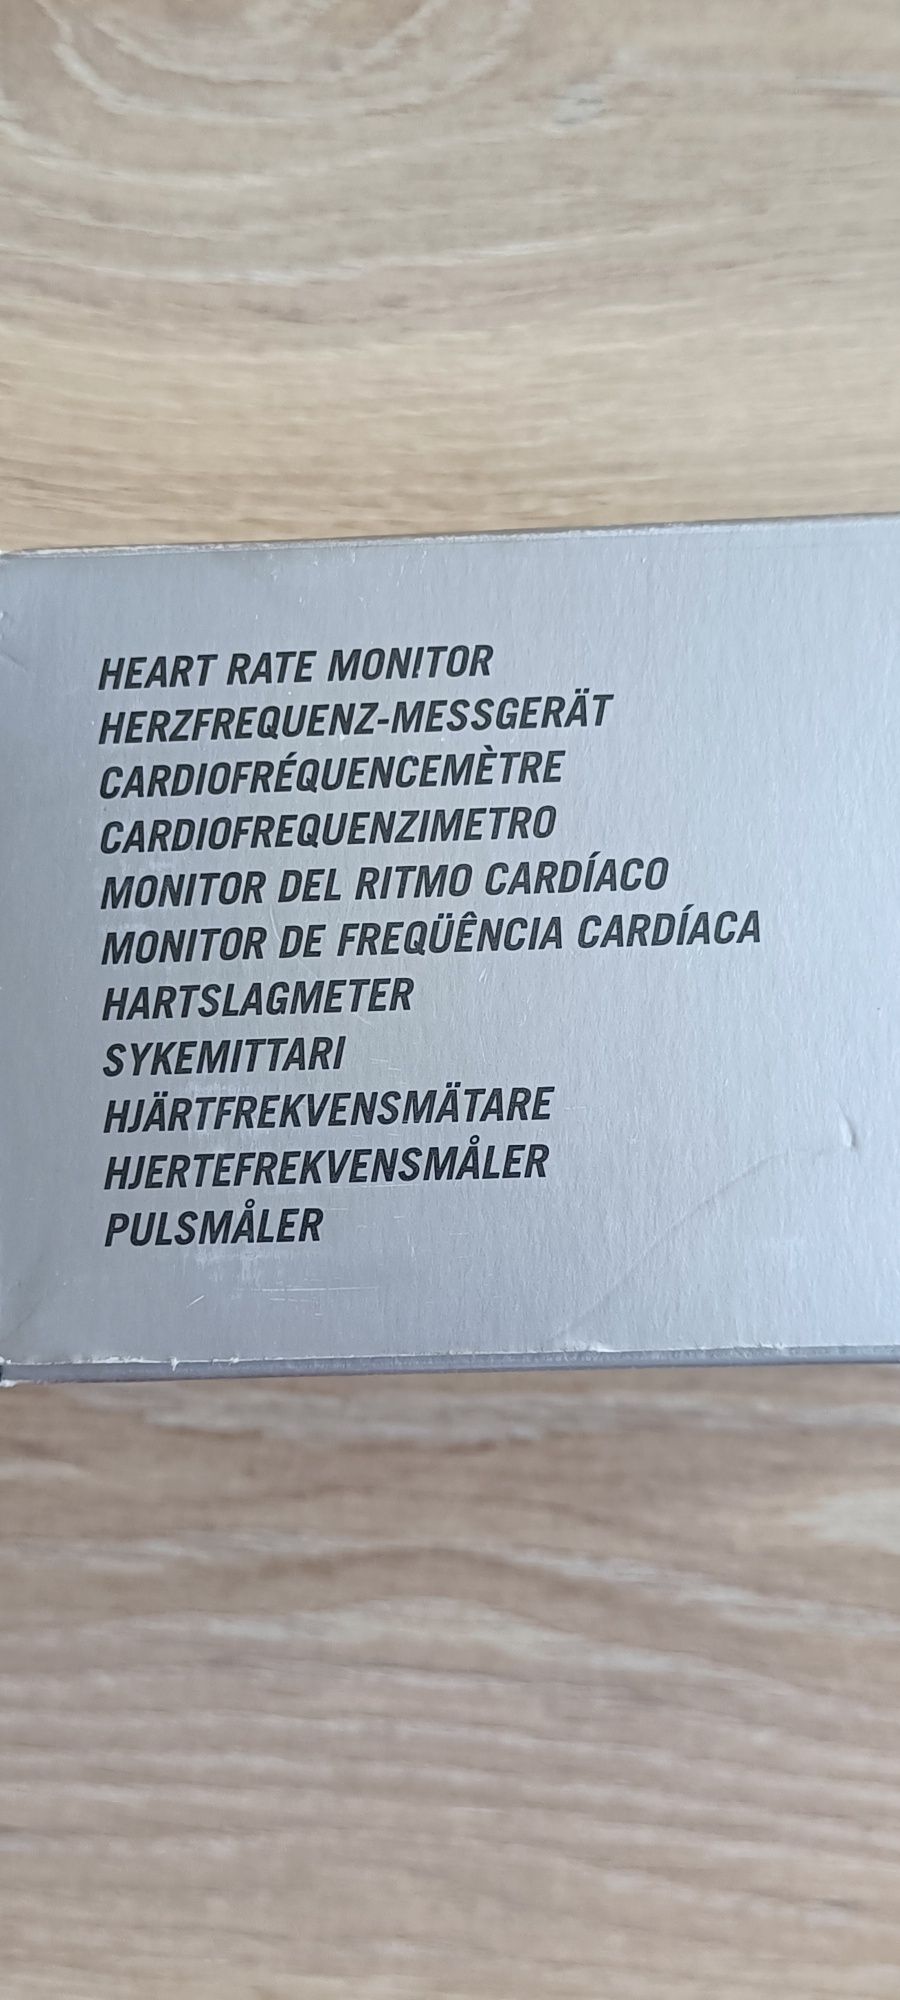 HEART RATE MONITOR
HERZFREQUENZ-MESSGERÄT
CARDIOFRÉQUENCEMÈTRE
CARDIOFREQUENZIMETRO
MONITOR DEL RITMO CARDÍACO
MONITOR DE FREQÜÊNCIA CARDÍACA
HARTSLAGMETER
SYKEMITTARI
HJÄRTFREKVENSMÄTARE
HJERTEFREKVENSMÅLER
PULSMÅLER